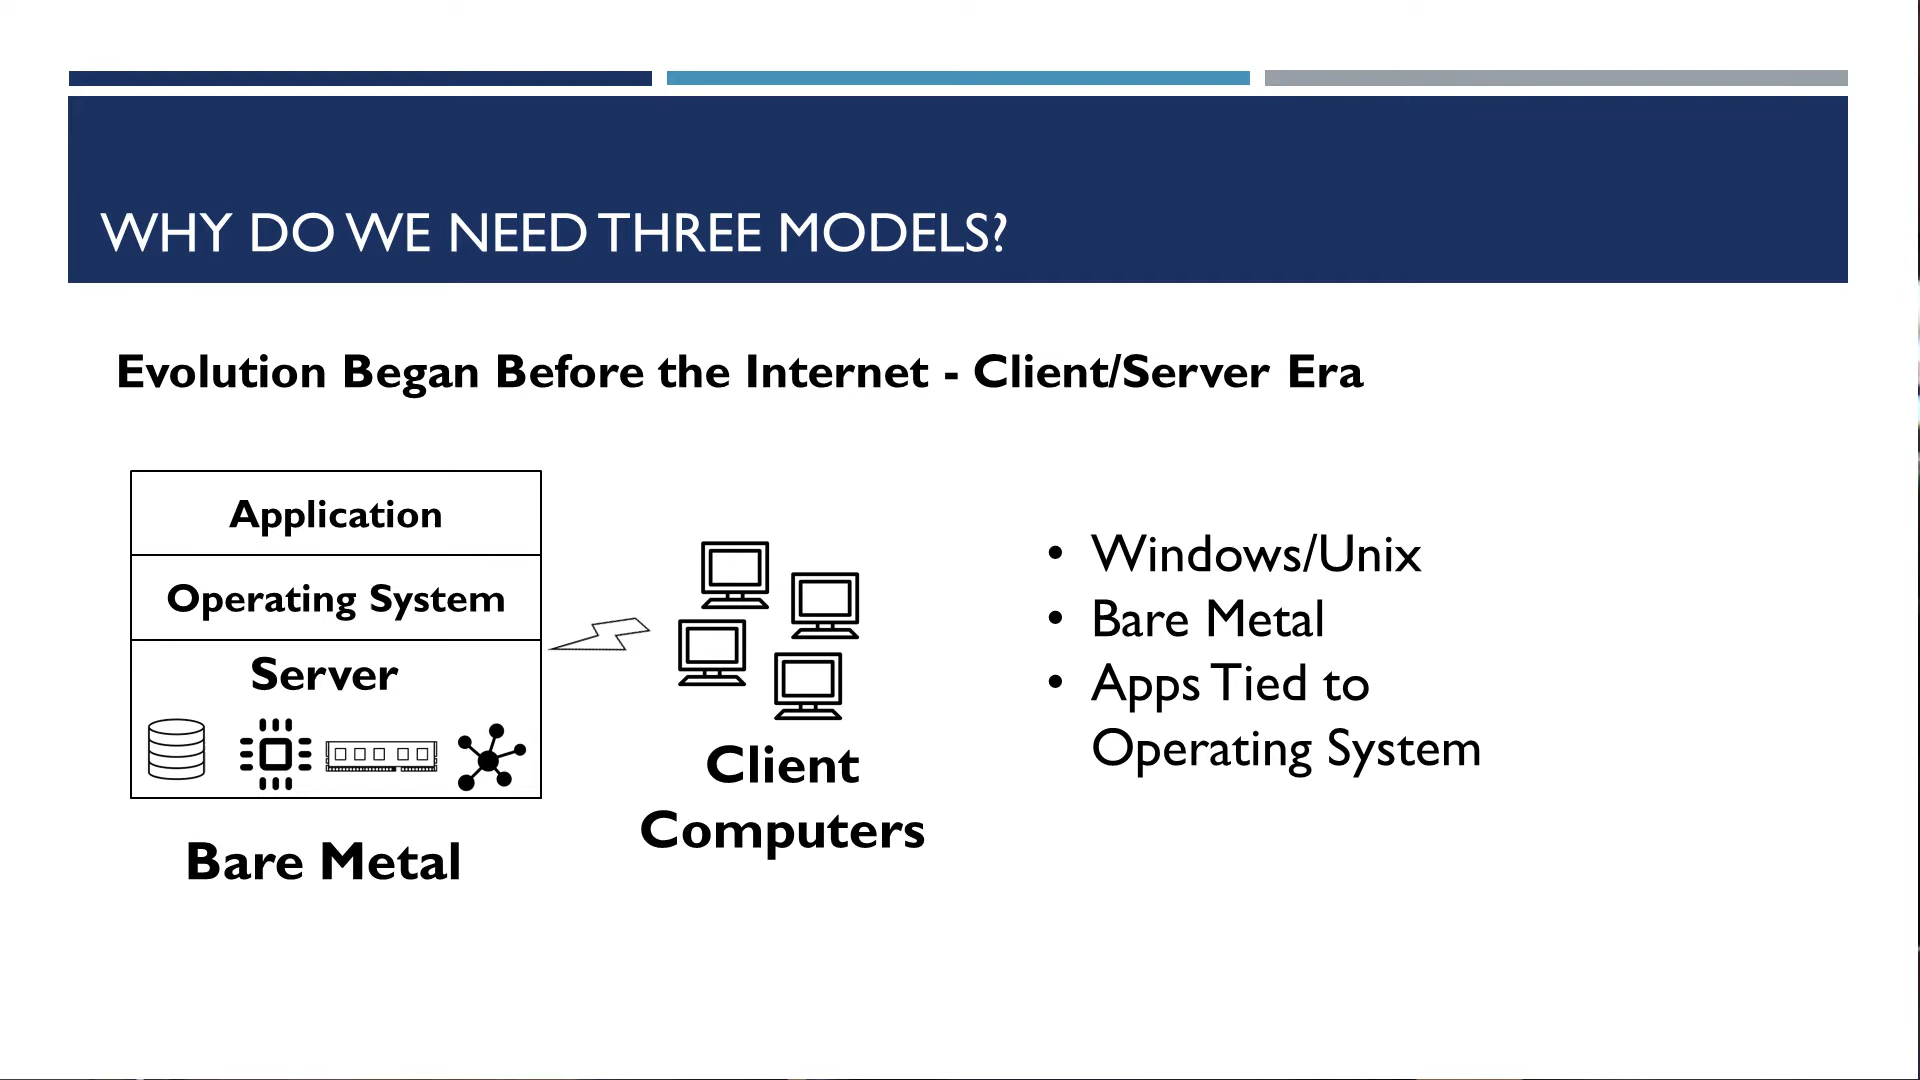 WHY DO WE NEED THREE MODELS?
Evolution Began Before the Internet - Client/Server Era
Application
Operating System
Server
Bare Metal
Client
Computers
• Windows/Unix
• Bare Metal
• Apps Tied to
Operating System